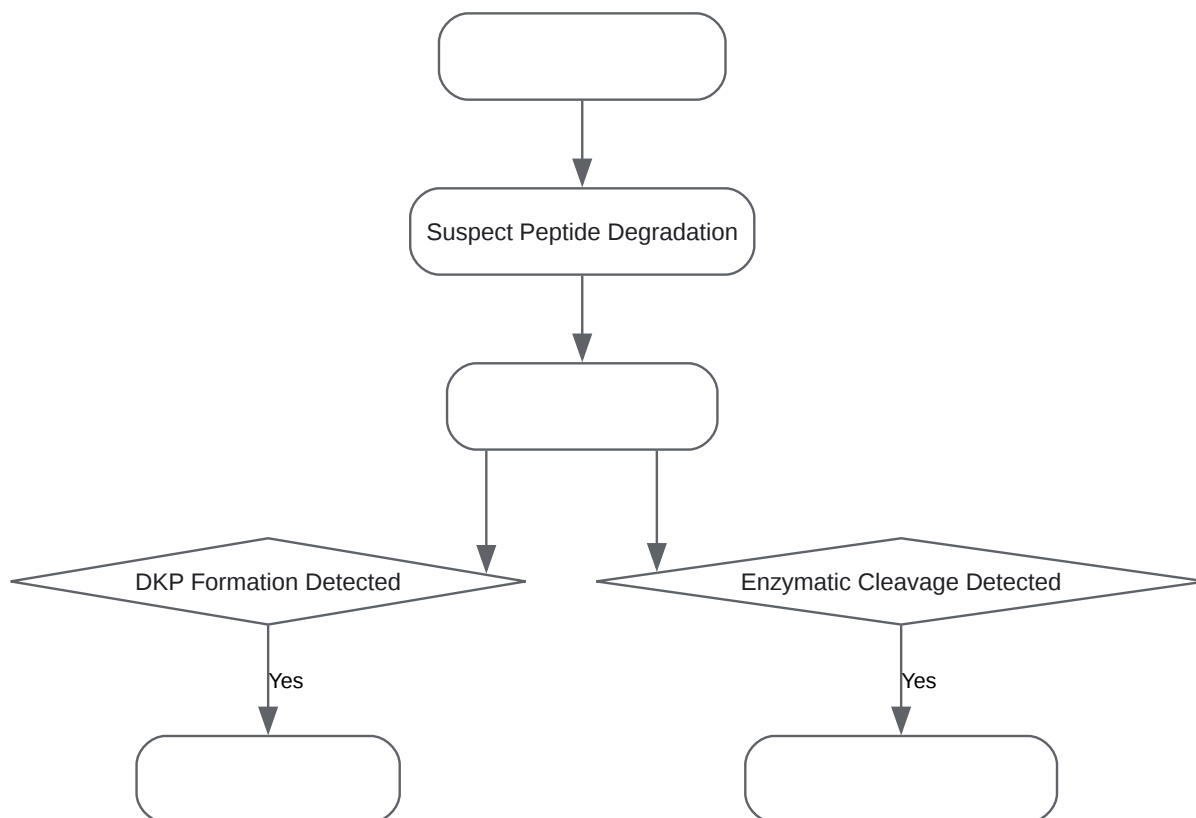 Suspect Peptide Degradation
DKP Formation Detected
Enzymatic Cleavage Detected
Yes
Yes